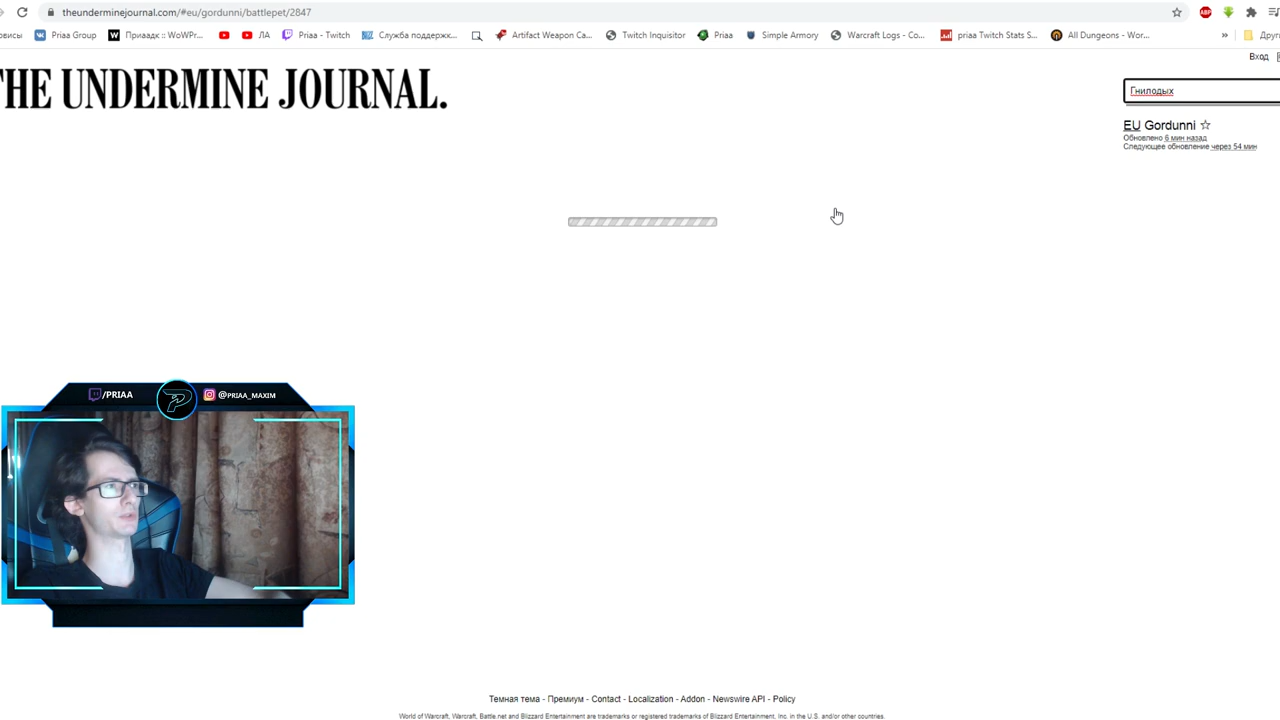 theunderminejournal.com/#eu/gordunni/battlepet/2847
рвисы Priaa Group Приаадк :: WoWPr... ЛА Priaa - Twitch Служба поддержк... Artifact Weapon Ca... Twitch Inquisitor Priaa Simple Armory Warcraft Logs - Co... priaa Twitch Stats S... All Dungeons - Wor... » Друг
Вход
THE UNDERMINE JOURNAL.
Гнилодых
EU Gordunni ☆
Обновлено 6 мин назад
Следующее обновление через 54 мин
/PRIAA @PRIAA_MAXIM
Темная тема - Премиум - Contact - Localization - Addon - Newswire API - Policy
World of Warcraft, Warcraft, Battle.net and Blizzard Entertainment are trademarks or registered trademarks of Blizzard Entertainment, Inc. in the U.S. and/or other countries.